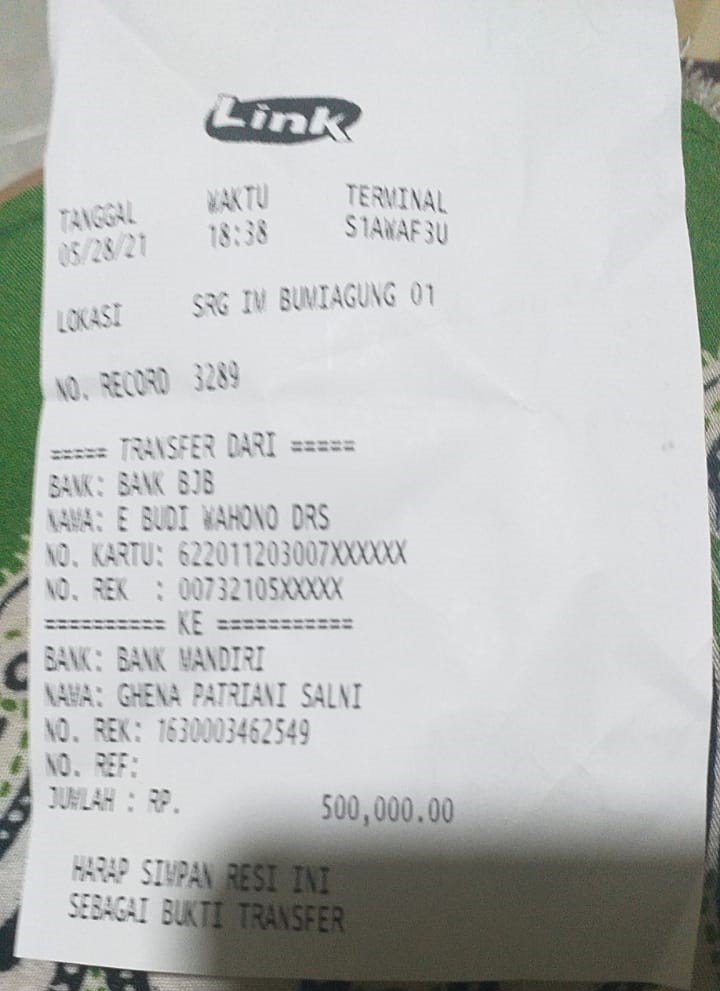 Link
TANGGAL WAKTU TERMINAL
05/28/21 18:38 S1AWAF3U
LOKASI SRG IM BUMIAGUNG 01
NO. RECORD 3289
===== TRANSFER DARI =====
BANK: BANK BJB
NAMA: E BUDI WAHONO DRS
NO. KARTU: 622011203007XXXXXX
NO. REK : 00732105XXXXX
========== KE ===========
BANK: BANK MANDIRI
NAMA: GHENA PATRIANI SALNI
NO. REK: 1630003462549
NO. REF:
JUMLAH : RP. 500,000.00
HARAP SIMPAN RESI INI
SEBAGAI BUKTI TRANSFER